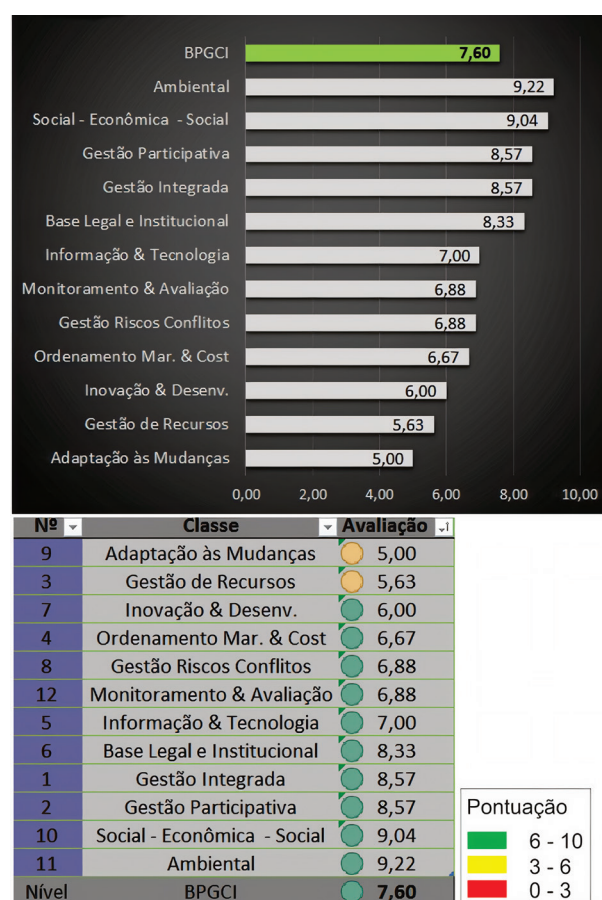 BPGCI 7,60
Ambiental 9,22
Social - Econômica - Social 9,04
Gestão Participativa 8,57
Gestão Integrada 8,57
Base Legal e Institucional 8,33
Informação & Tecnologia 7,00
Monitoramento & Avaliação 6,88
Gestão Riscos Conflitos 6,88
Ordenamento Mar. & Cost 6,67
Inovação & Desenv. 6,00
Gestão de Recursos 5,63
Adaptação às Mudanças 5,00
0,00 2,00 4,00 6,00 8,00 10,00
Nº Classe Avaliação
9 Adaptação às Mudanças 5,00
3 Gestão de Recursos 5,63
7 Inovação & Desenv. 6,00
4 Ordenamento Mar. & Cost 6,67
8 Gestão Riscos Conflitos 6,88
12 Monitoramento & Avaliação 6,88
5 Informação & Tecnologia 7,00
6 Base Legal e Institucional 8,33
1 Gestão Integrada 8,57
2 Gestão Participativa 8,57
10 Social - Econômica - Social 9,04
11 Ambiental 9,22
Nível BPGCI 7,60
Pontuação
6 - 10
3 - 6
0 - 3